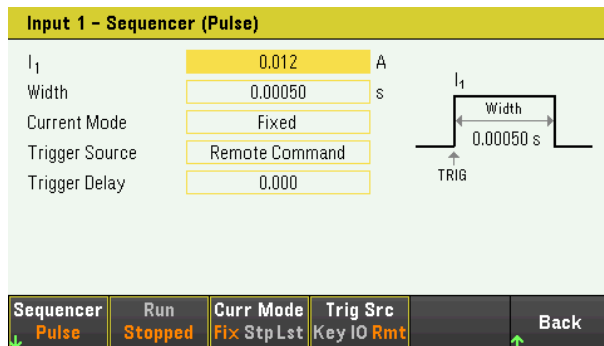 Input 1 – Sequencer (Pulse)
I1 0.012 A
Width 0.00050 s
Current Mode Fixed
Trigger Source Remote Command
Trigger Delay 0.000
I1
Width
0.00050 s
TRIG
Sequencer Run Curr Mode Trig Src Back
Pulse Stopped Fix Stp Lst Key IO Rmt